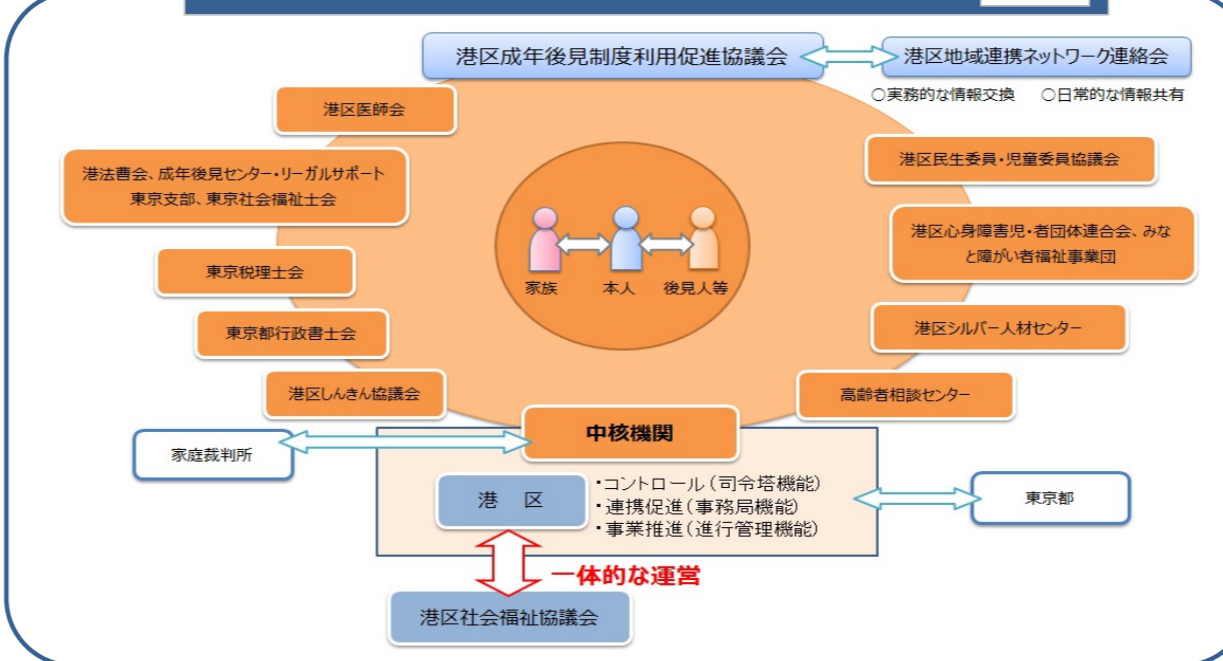 港区成年後見制度利用促進協議会
港区地域連携ネットワーク連絡会
○実務的な情報交換　○日常的な情報共有
港区医師会
港法曹会、成年後見センター・リーガルサポート
東京支部、東京社会福祉士会
東京税理士会
東京都行政書士会
港区しんきん協議会
港区民生委員・児童委員協議会
港区心身障害児・者団体連合会、みな
と障がい者福祉事業団
港区シルバー人材センター
高齢者相談センター
家族
本人
後見人等
中核機関
家庭裁判所
港　区
・コントロール（司令塔機能）
・連携促進（事務局機能）
・事業推進（進行管理機能）
東京都
一体的な運営
港区社会福祉協議会